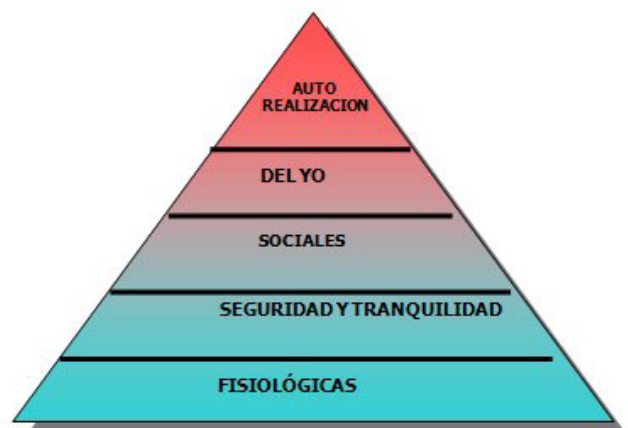 AUTO
REALIZACION
DEL YO
SOCIALES
SEGURIDAD Y TRANQUILIDAD
FISIOLÓGICAS